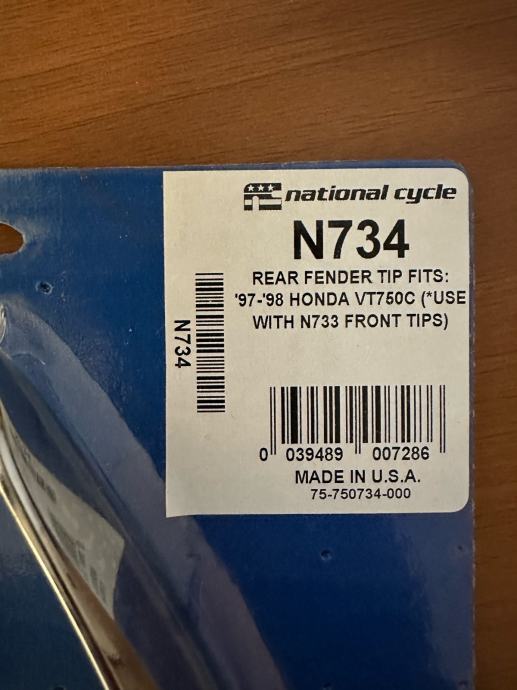 national cycle
N734
REAR FENDER TIP FITS:
'97-'98 HONDA VT750C (*USE
WITH N733 FRONT TIPS)
N734
0 039489 007286
MADE IN U.S.A.
75-750734-000